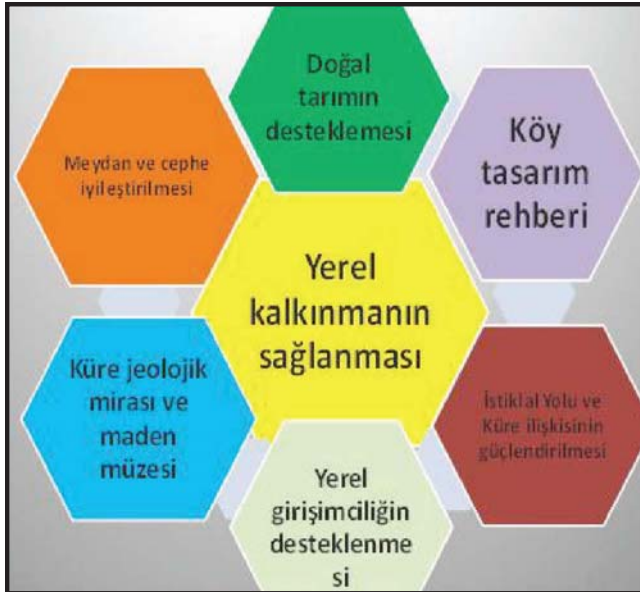 Doğal
tarımın
desteklemesi
Meydan ve cephe
iyileştirilmesi
Köy
tasarım
rehberi
Yerel
kalkınmanın
sağlanması
Küre jeolojik
mirası ve
maden
müzesi
İstiklal Yolu ve
Küre ilişkisinin
güçlendirilmesi
Yerel
girişimciliğin
desteklenme
si